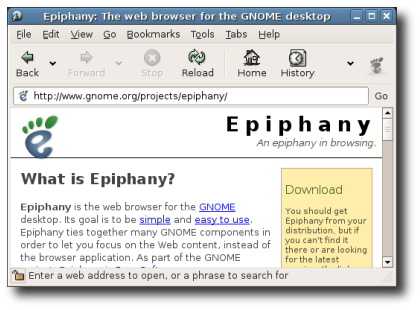 Epiphany: The web browser for the GNOME desktop
File Edit View Go Bookmarks Tools Tabs Help
Back Forward Stop Reload Home History
http://www.gnome.org/projects/epiphany/ Go
Epiphany
An epiphany in browsing.
What is Epiphany?
Epiphany is the web browser for the GNOME
desktop. Its goal is to be simple and easy to use.
Epiphany ties together many GNOME components in
order to let you focus on the Web content, instead of
the browser application. As part of the GNOME
Download
You should get
Epiphany from your
distribution, but if
you can't find it
there or are looking
for the latest
Enter a web address to open, or a phrase to search for